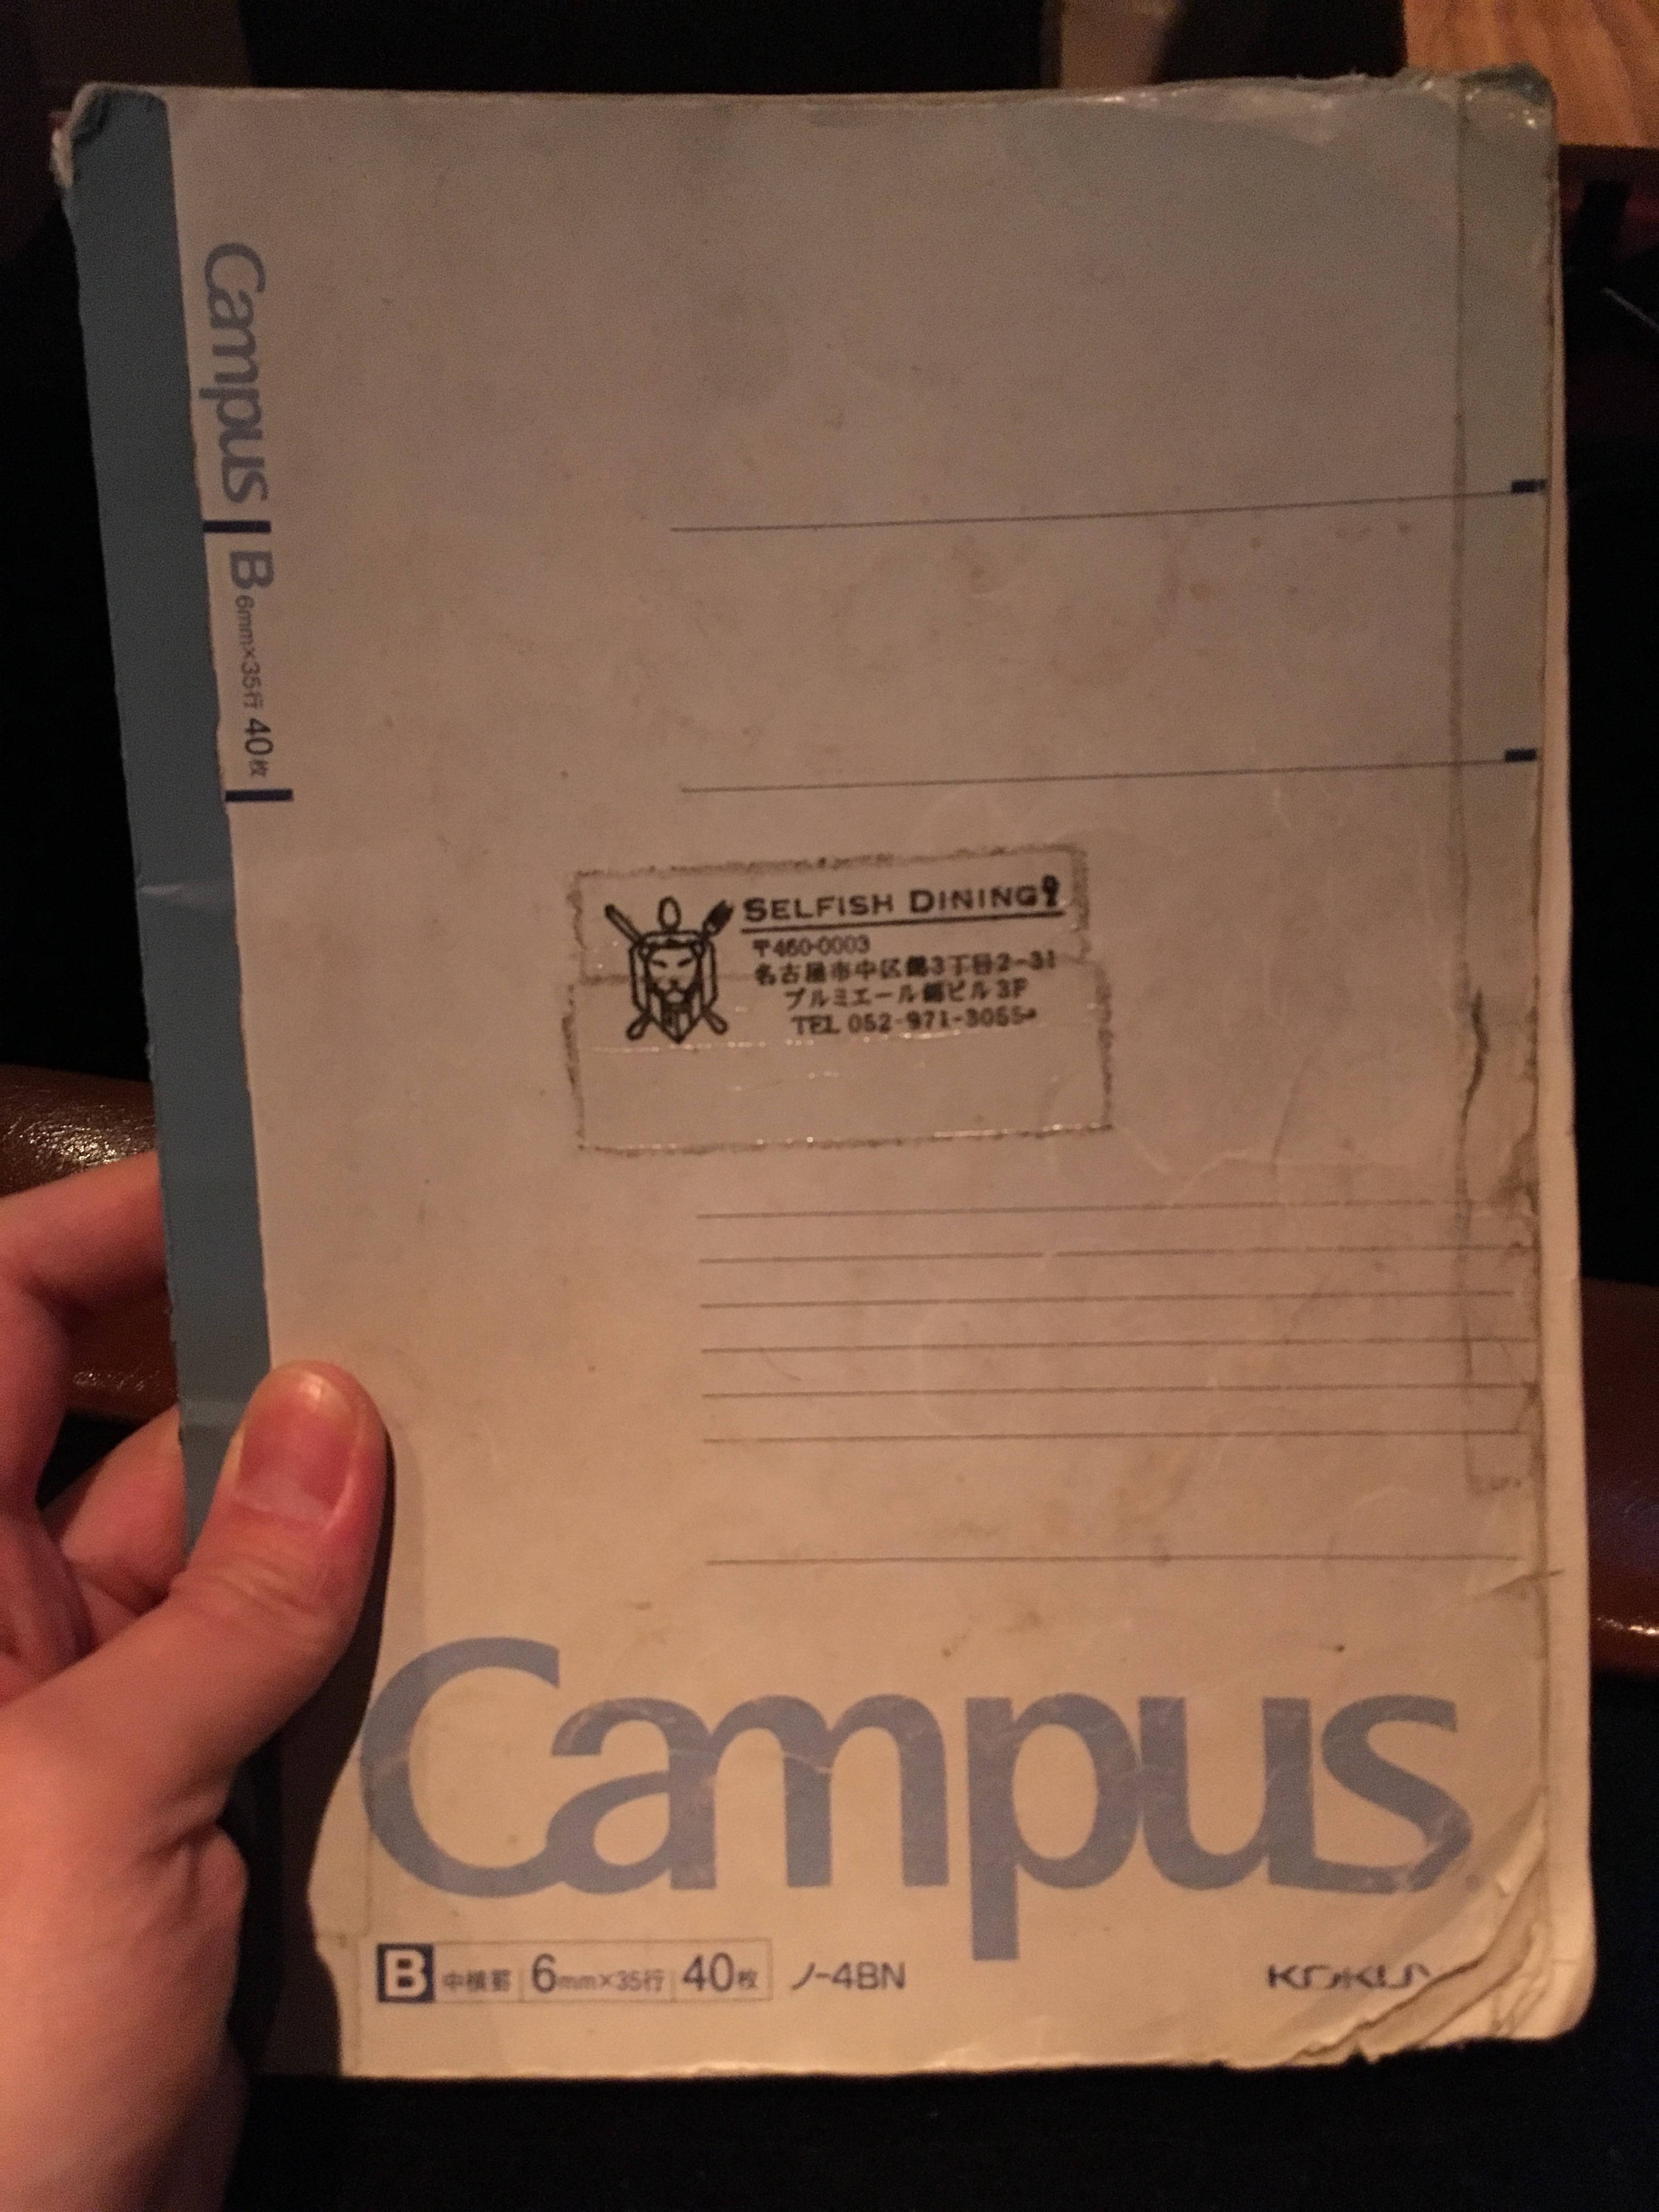 Campus
B 6mm×35行 40枚
SELFISH DINING
〒460-0003
名古屋市中区錦3丁目2-31
プルミエール錦ビル3F
TEL 052-971-3055
Campus
B 中横罫 6mm×35行 40枚 ノ-4BN
KOKUY